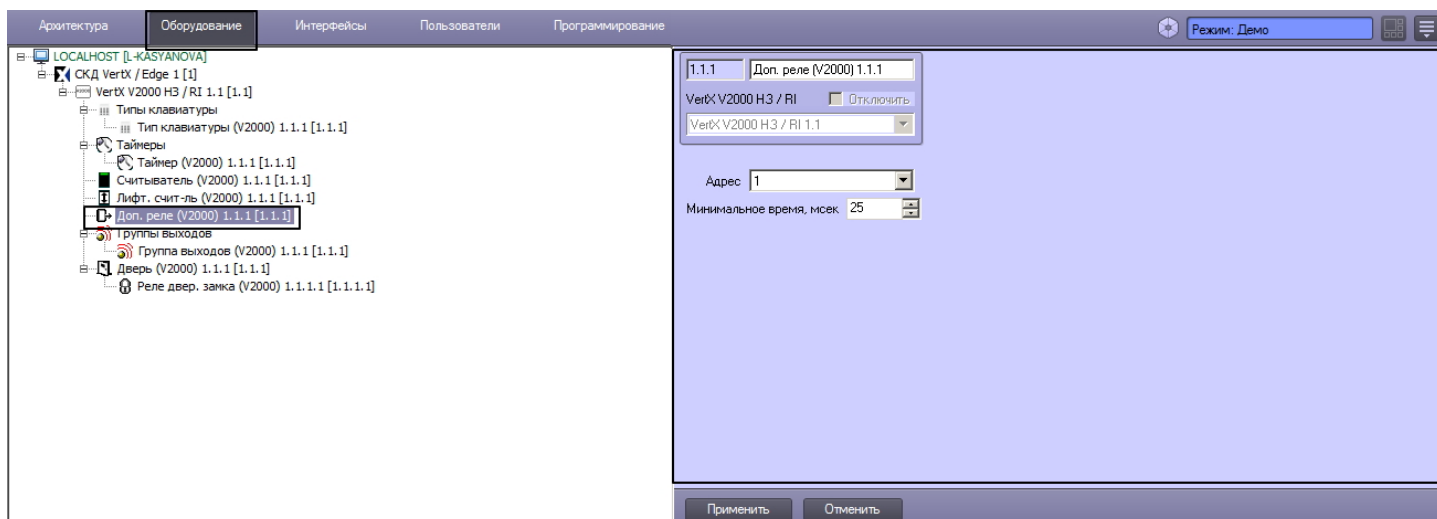 Архитектура Оборудование Интерфейсы Пользователи Программирование Режим: Демо
LOCALHOST [L-KASYANOVA]
СКД VertX / Edge 1 [1]
VertX V2000 H3 / RI 1.1 [1.1]
Типы клавиатуры
Тип клавиатуры (V2000) 1.1.1 [1.1.1]
Таймеры
Таймер (V2000) 1.1.1 [1.1.1]
Считыватель (V2000) 1.1.1 [1.1.1]
Лифт. счит-ль (V2000) 1.1.1 [1.1.1]
Доп. реле (V2000) 1.1.1 [1.1.1]
Группы выходов
Группа выходов (V2000) 1.1.1 [1.1.1]
Дверь (V2000) 1.1.1 [1.1.1]
Реле двер. замка (V2000) 1.1.1.1 [1.1.1.1]
1.1.1 Доп. реле (V2000) 1.1.1
VertX V2000 H3 / RI Отключить
VertX V2000 H3 / RI 1.1
Адрес 1
Минимальное время, мсек 25
Применить Отменить